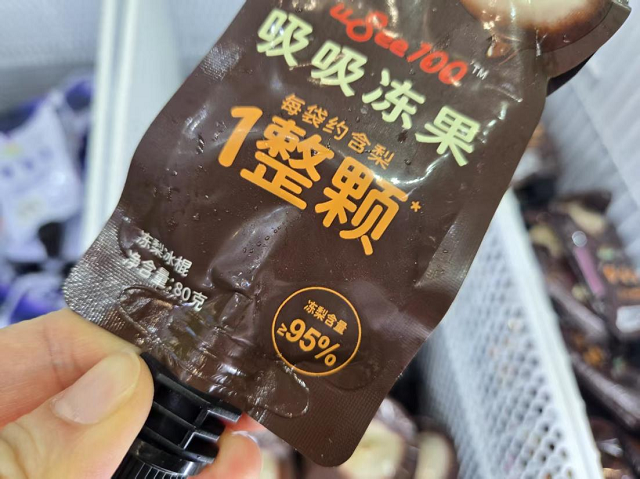 吸吸冻果
每袋约含梨
1整颗*
冻梨冰棍
净含量:80克
冻梨含量
≥95%